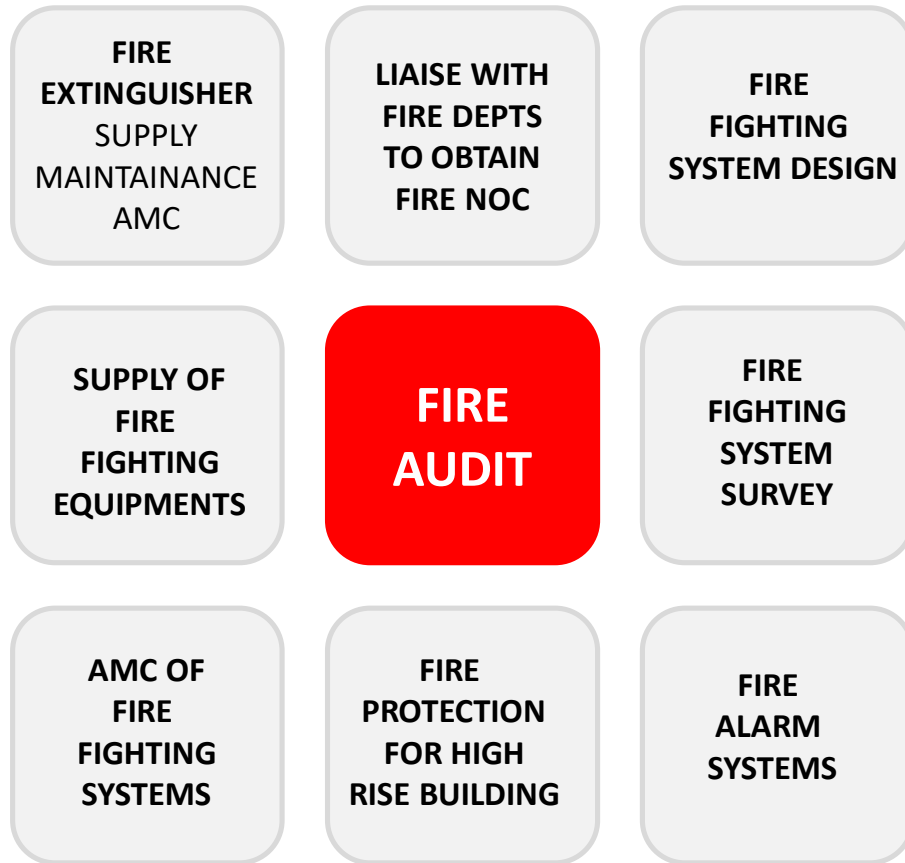 FIRE
EXTINGUISHER
SUPPLY
MAINTAINANCE
AMC
LIAISE WITH
FIRE DEPTS
TO OBTAIN
FIRE NOC
FIRE
FIGHTING
SYSTEM DESIGN
SUPPLY OF
FIRE
FIGHTING
EQUIPMENTS
FIRE
AUDIT
FIRE
FIGHTING
SYSTEM
SURVEY
AMC OF
FIRE
FIGHTING
SYSTEMS
FIRE
PROTECTION
FOR HIGH
RISE BUILDING
FIRE
ALARM
SYSTEMS